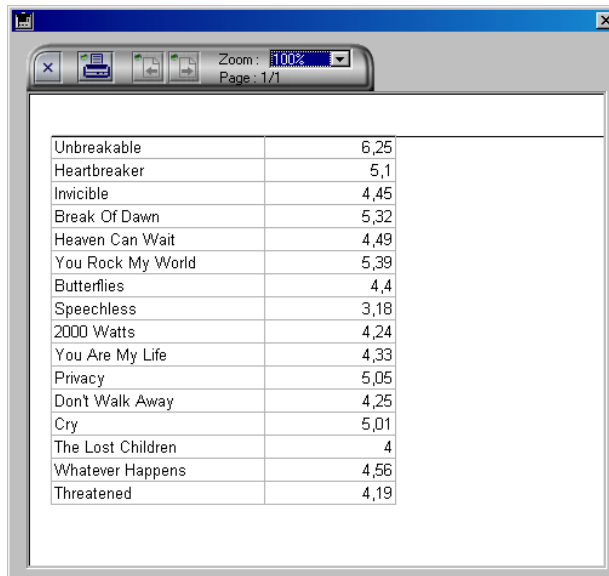 Zoom : 100%
Page : 1/1
Unbreakable 6,25
Heartbreaker 5,1
Invicible 4,45
Break Of Dawn 5,32
Heaven Can Wait 4,49
You Rock My World 5,39
Butterflies 4,4
Speechless 3,18
2000 Watts 4,24
You Are My Life 4,33
Privacy 5,05
Don't Walk Away 4,25
Cry 5,01
The Lost Children 4
Whatever Happens 4,56
Threatened 4,19